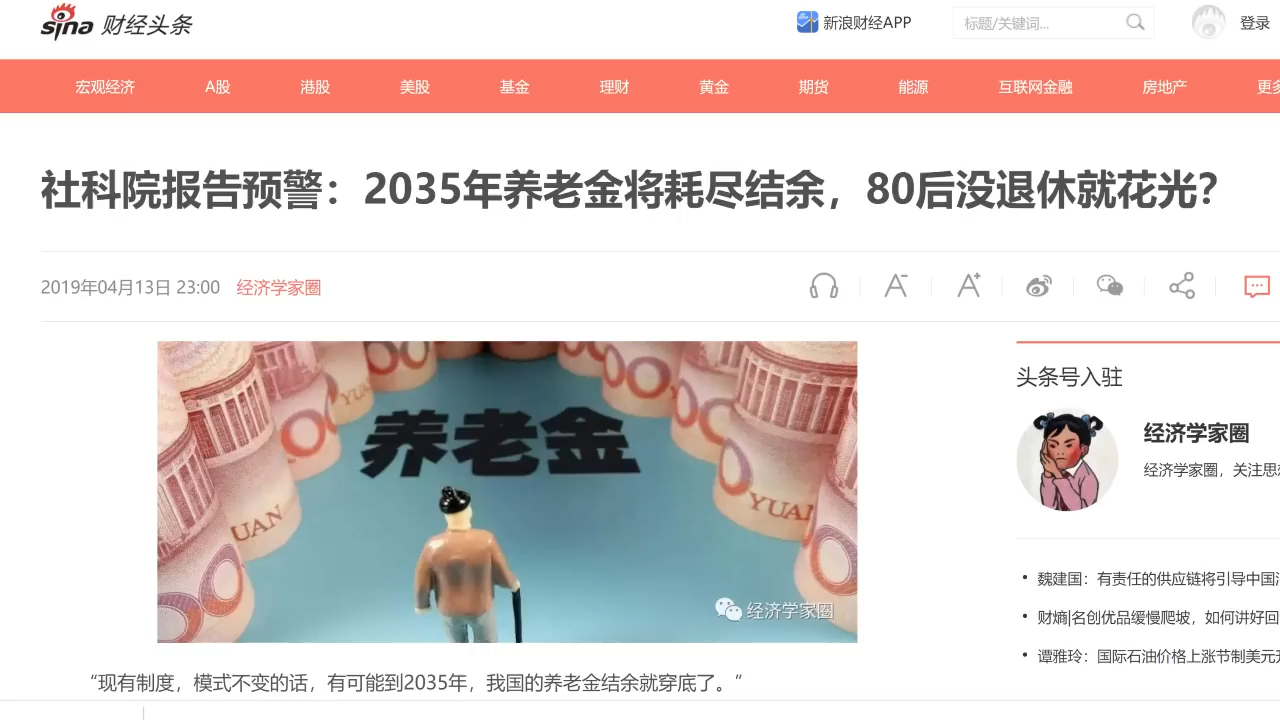 sina 财经头条
新浪财经APP
标题/关键词...
登录
宏观经济 A股 港股 美股 基金 理财 黄金 期货 能源 互联网金融 房地产 更多
社科院报告预警：2035年养老金将耗尽结余，80后没退休就花光？
2019年04月13日 23:00 经济学家圈
头条号入驻
经济学家圈
经济学家圈，关注思
养老金
YUAN
YUAN
YUAN
经济学家圈
• 魏建国：有责任的供应链将引导中国
• 财熵|名创优品缓慢爬坡，如何讲好回
• 谭雅玲：国际石油价格上涨节制美元
“现有制度，模式不变的话，有可能到2035年，我国的养老金结余就穿底了。”